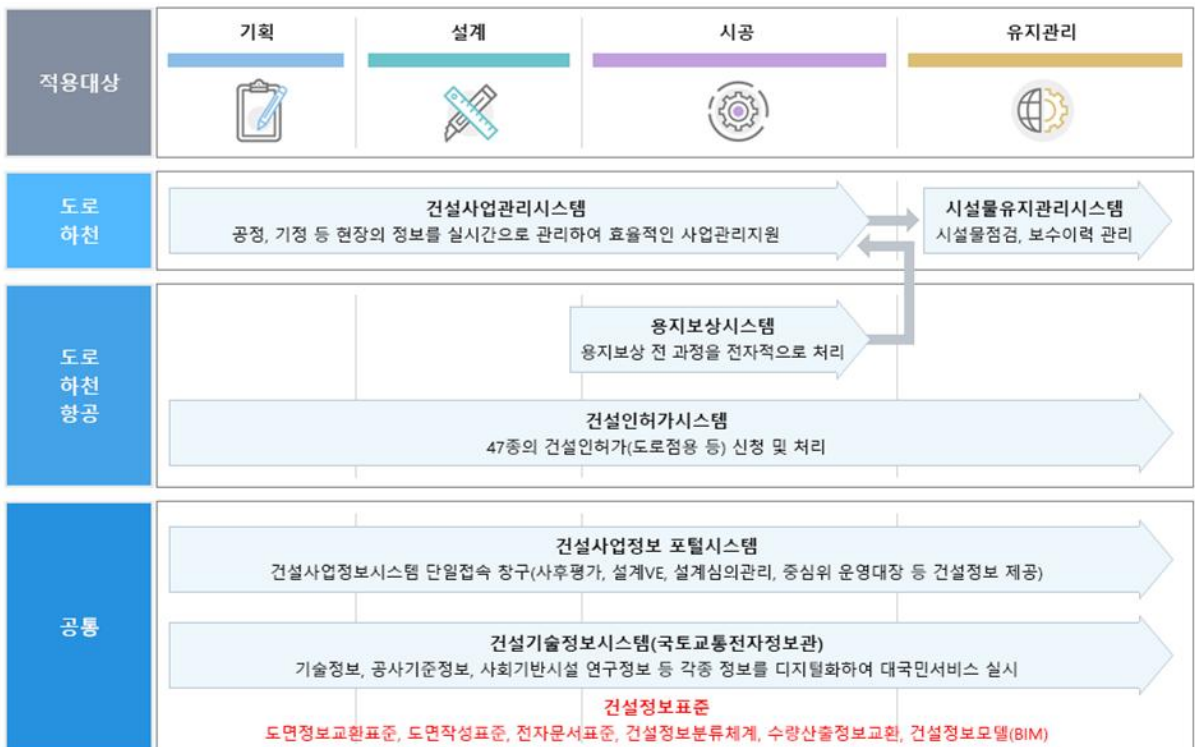 적용대상
기획
설계
시공
유지관리
도로
하천
건설사업관리시스템
공정, 기정 등 현장의 정보를 실시간으로 관리하여 효율적인 사업관리지원
시설물유지관리시스템
시설물점검, 보수이력 관리
도로
하천
항공
용지보상시스템
용지보상 전 과정을 전자적으로 처리
건설인허가시스템
47종의 건설인허가(도로점용 등) 신청 및 처리
공통
건설사업정보 포털시스템
건설사업정보시스템 단일접속 창구(사후평가, 설계VE, 설계심의관리, 중심위 운영대장 등 건설정보 제공)
건설기술정보시스템(국토교통전자정보관)
기술정보, 공사기준정보, 사회기반시설 연구정보 등 각종 정보를 디지털화하여 대국민서비스 실시
건설정보표준
도면정보교환표준, 도면작성표준, 전자문서표준, 건설정보분류체계, 수량산출정보교환, 건설정보모델(BIM)